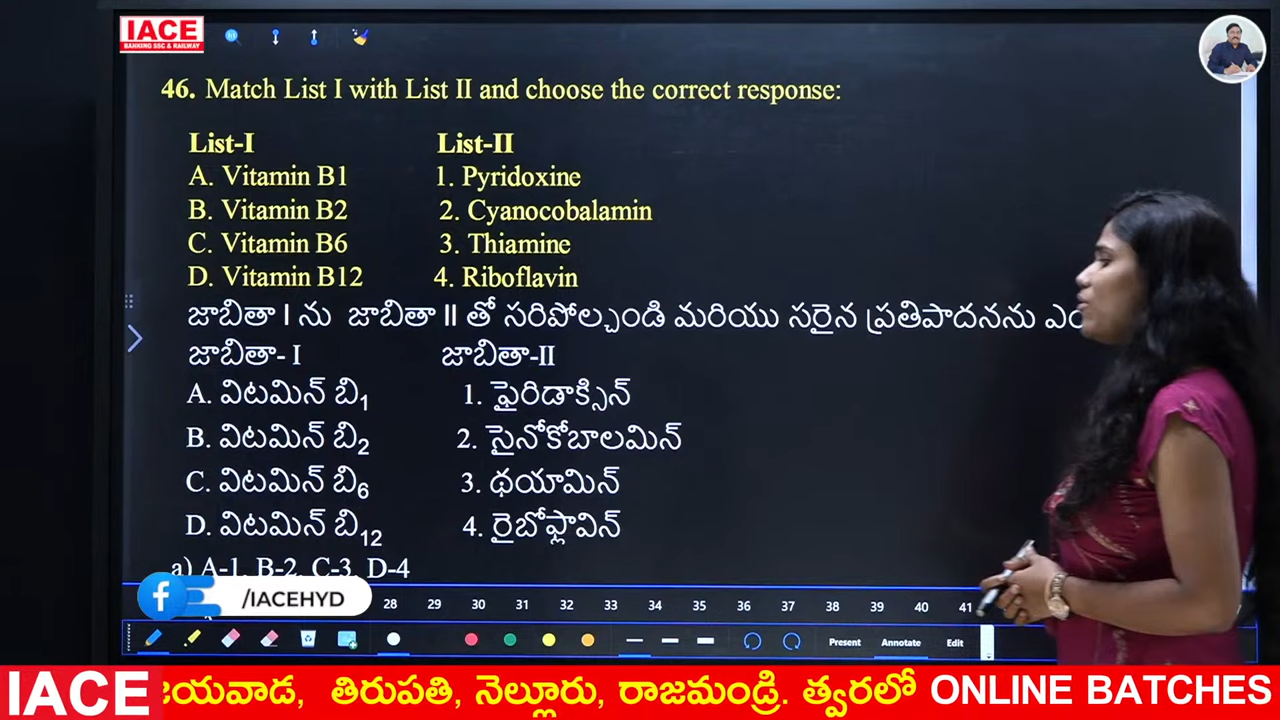 IACE
BANKING SSC & RAILWAY
46. Match List I with List II and choose the correct response:
List-I List-II
A. Vitamin B1 1. Pyridoxine
B. Vitamin B2 2. Cyanocobalamin
C. Vitamin B6 3. Thiamine
D. Vitamin B12 4. Riboflavin
జాబితా I ను జాబితా II తో సరిపోల్చండి మరియు సరైన ప్రతిపాదనను
జాబితా- I జాబితా-II
A. విటమిన్ బి1 1. ఫైరిడాక్సిన్
B. విటమిన్ బి2 2. సైనోకోబాలమిన్
C. విటమిన్ బి6 3. థయామిన్
D. విటమిన్ బి12 4. రైబోఫ్లావిన్
a) A-1, B-2, C-3, D-4
/IACEHYD 28 29 30 31 32 33 34 35 36 37 38 39 40 41
Present Annotate Edit
IACE తిరుపతి, నెల్లూరు, రాజమండ్రి. త్వరలో ONLINE BATCHES